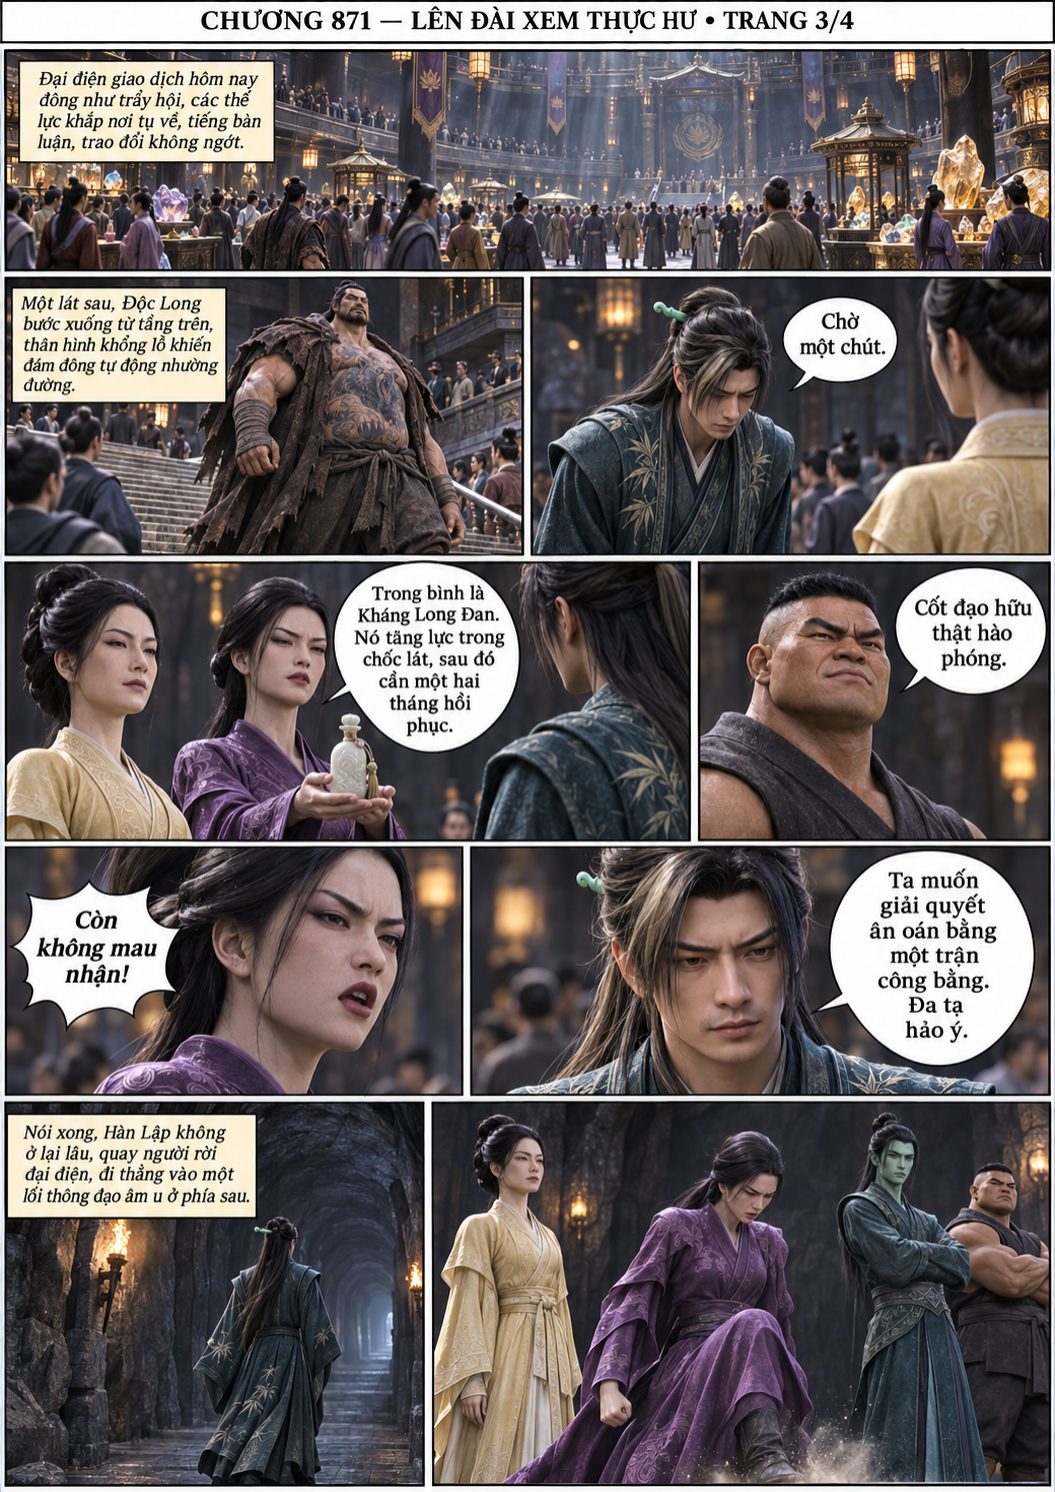 CHƯƠNG 871 — LÊN ĐÀI XEM THỰC HƯ • TRANG 3/4
Đại điện giao dịch hôm nay
đông như trẩy hội, các thế
lực khắp nơi tụ về, tiếng bàn
luận, trao đổi không ngớt.
Một lát sau, Độc Long
bước xuống từ tầng trên,
thân hình khổng lồ khiến
đám đông tự động nhường
đường.
Chờ
một chút.
Trong bình là
Kháng Long Đan.
Nó tăng lực trong
chốc lát, sau đó
cần một hai
tháng hồi
phục.
Cốt đạo hữu
thật hào
phóng.
Còn
không mau
nhận!
Ta muốn
giải quyết
ân oán bằng
một trận
công bằng.
Đa tạ
hảo ý.
Nói xong, Hàn Lập không
ở lại lâu, quay người rời
đại điện, đi thẳng vào một
lối thông đạo âm u ở phía sau.